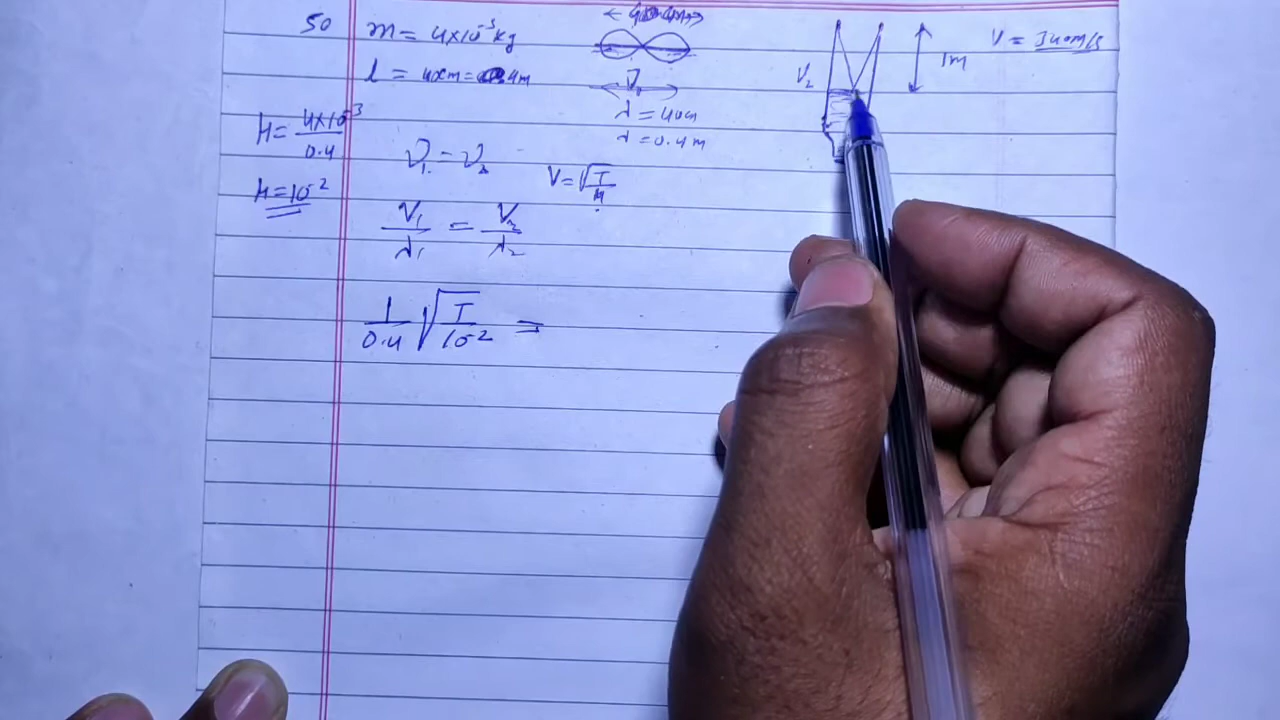 50 m = 4×10⁻³ kg
l = 40cm = 0.4m
V = 340m/s
1m
V₂
λ = 40cm
λ = 0.4m
μ = 4×10⁻³/0.4
μ = 10⁻²
ν₁ = ν₂
V = √(T/μ)
V₁/λ₁ = V₂/λ₂
1/0.4 √(T/10⁻²) =